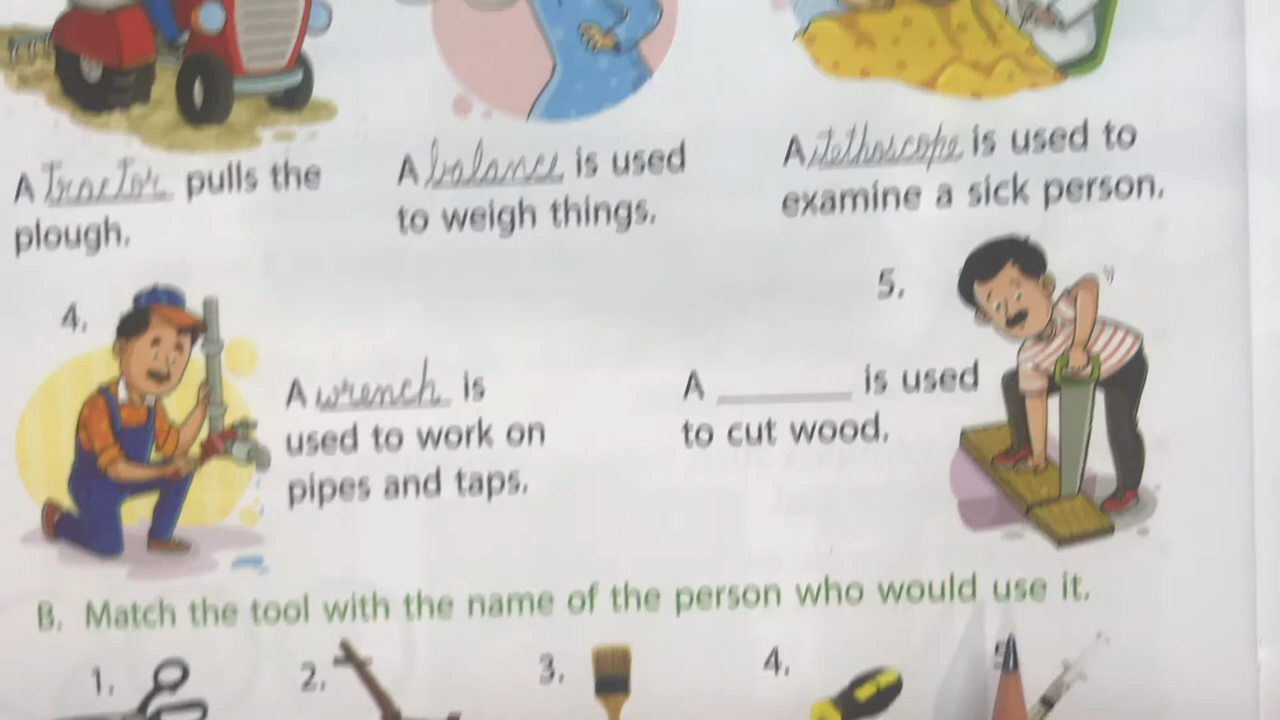 A Tractor pulls the
plough.
A balance is used
to weigh things.
A stethoscope is used to
examine a sick person.
4.
A wrench is
used to work on
pipes and taps.
5.
A ________ is used
to cut wood.
B. Match the tool with the name of the person who would use it.
1. 2. 3. 4.